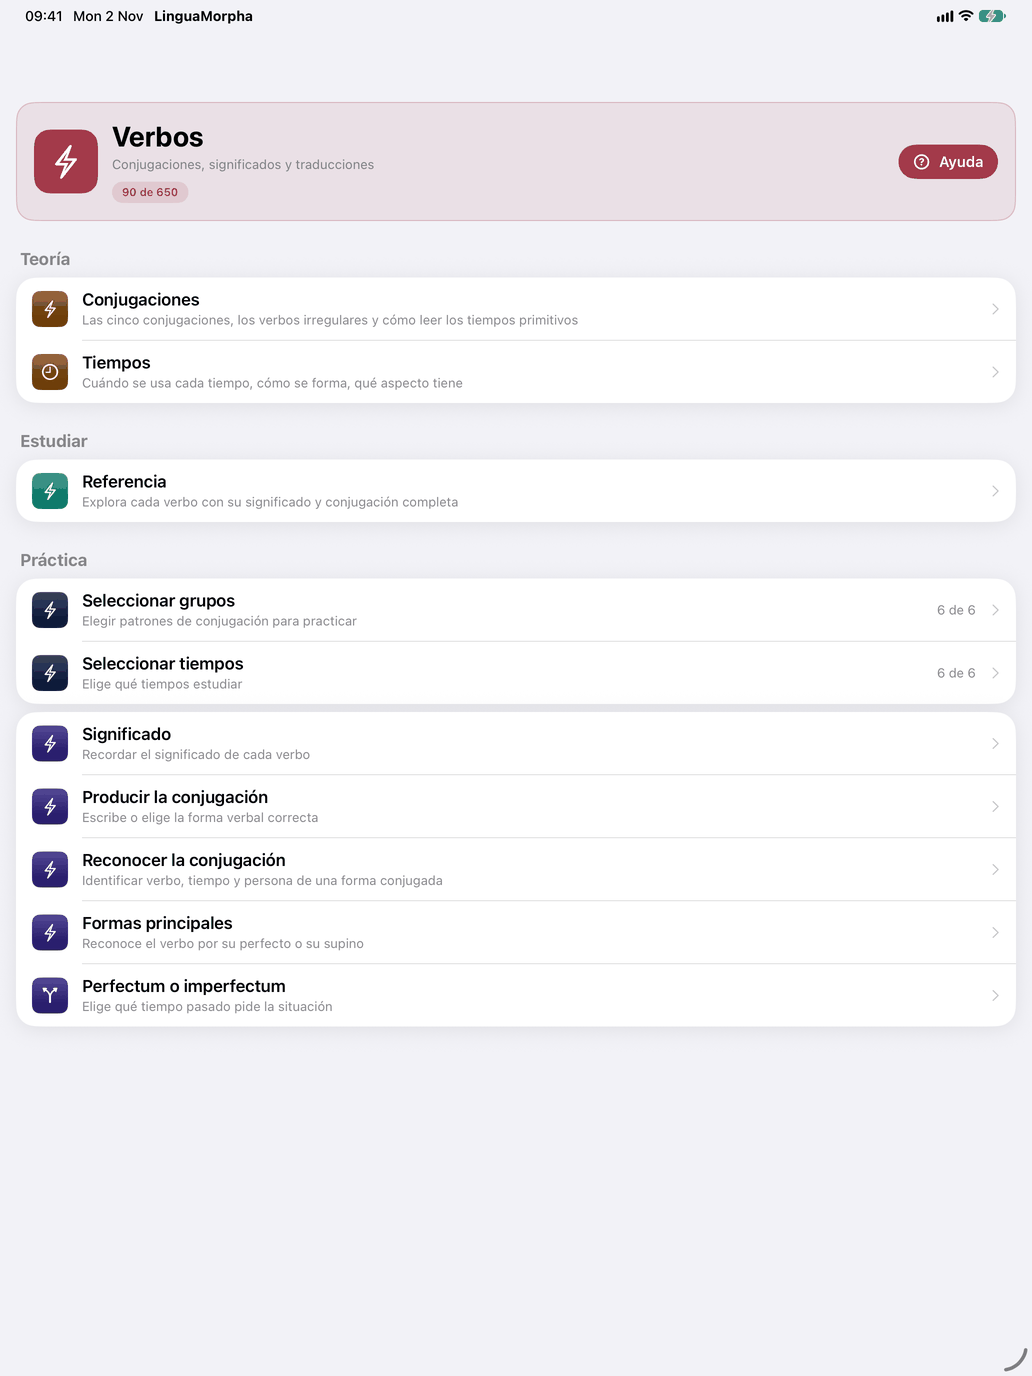 09:41 Mon 2 Nov LinguaMorpha
Verbos
Conjugaciones, significados y traducciones
90 de 650
Ayuda
Teoría
Conjugaciones
Las cinco conjugaciones, los verbos irregulares y cómo leer los tiempos primitivos
Tiempos
Cuándo se usa cada tiempo, cómo se forma, qué aspecto tiene
Estudiar
Referencia
Explora cada verbo con su significado y conjugación completa
Práctica
Seleccionar grupos
Elegir patrones de conjugación para practicar
6 de 6
Seleccionar tiempos
Elige qué tiempos estudiar
6 de 6
Significado
Recordar el significado de cada verbo
Producir la conjugación
Escribe o elige la forma verbal correcta
Reconocer la conjugación
Identificar verbo, tiempo y persona de una forma conjugada
Formas principales
Reconoce el verbo por su perfecto o su supino
Perfectum o imperfectum
Elige qué tiempo pasado pide la situación